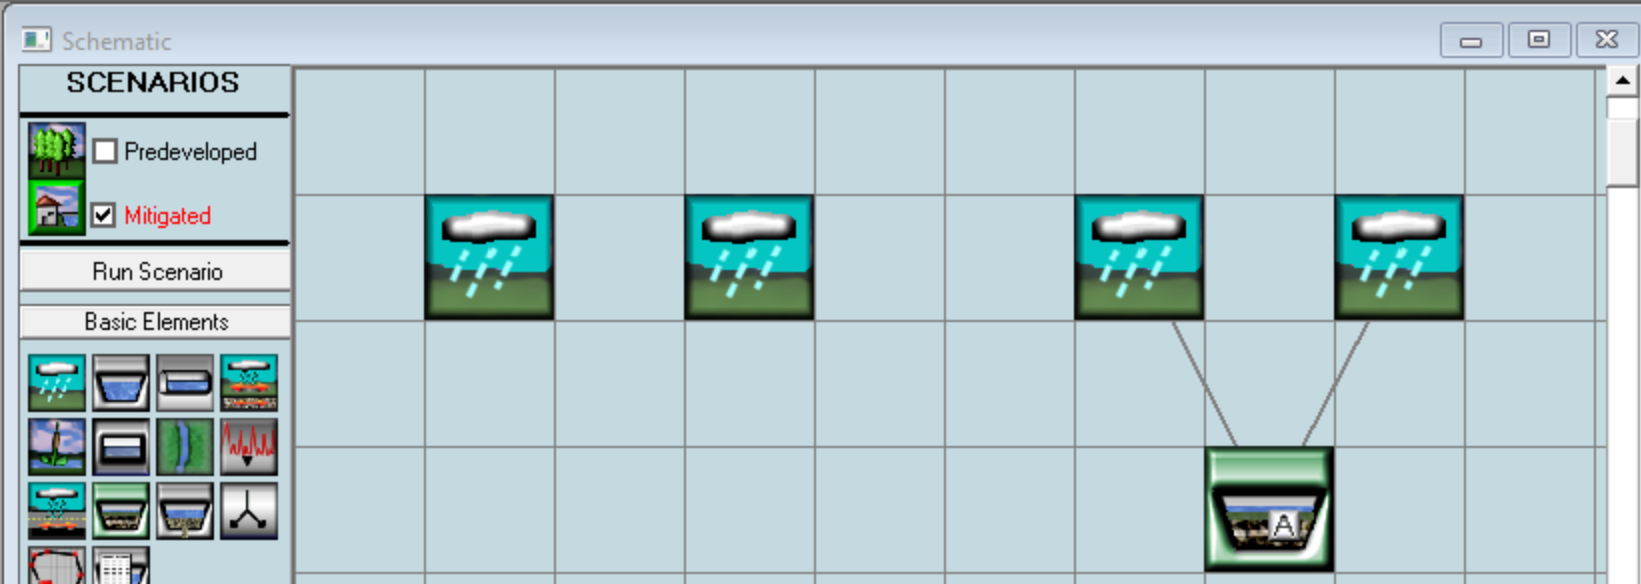 Schematic
SCENARIOS
Predeveloped
Mitigated
Run Scenario
Basic Elements
A